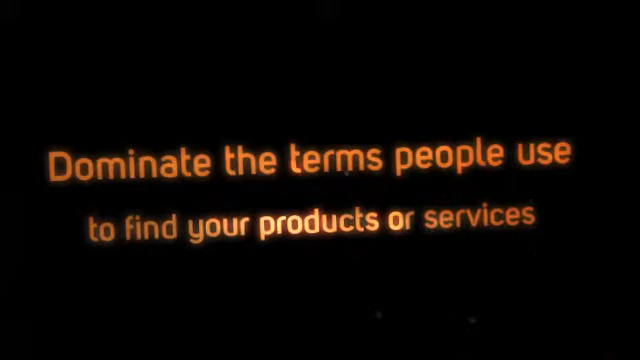 Dominate the terms people use
to find your products or services